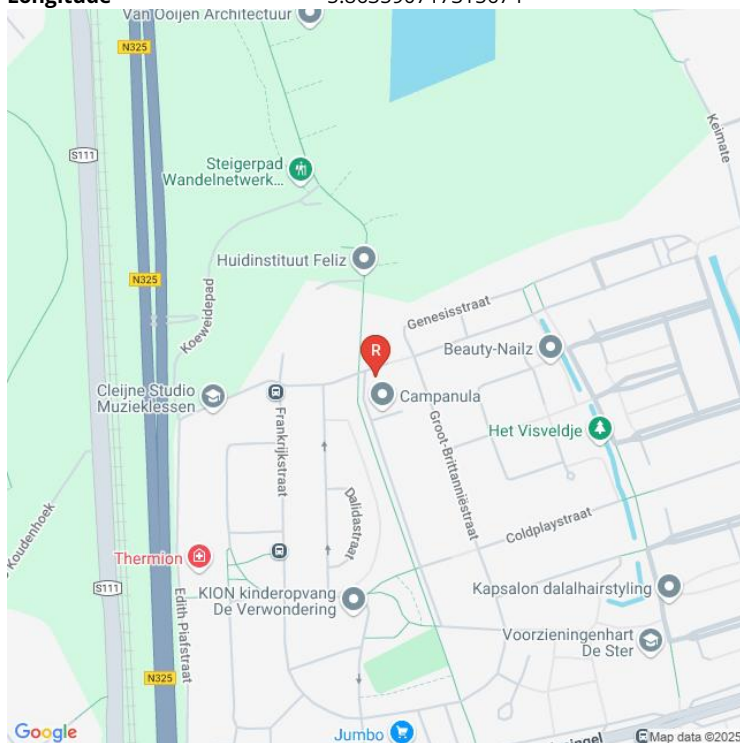 Van Ooijen Architectuur
N325
S111
Keimate
Steigerpad
Wandelnetwerk...
Huidinstituut Feliz
N325
Koeweidepad
Genesisstraat
Beauty-Nailz
R
Cleijne Studio
Muzieklessen
Campanula
Frankrijkstraat
Groot-Brittanniëstraat
Het Visveldje
Dalidastraat
Coldplaystraat
Koudenhoek
Thermion
S111
KION kinderopvang
De Verwondering
Kapsalon dalalhairstyling
Edith Piafstraat
Voorzieningenhart
De Ster
N325
Jumbo
Google
Map data ©2025